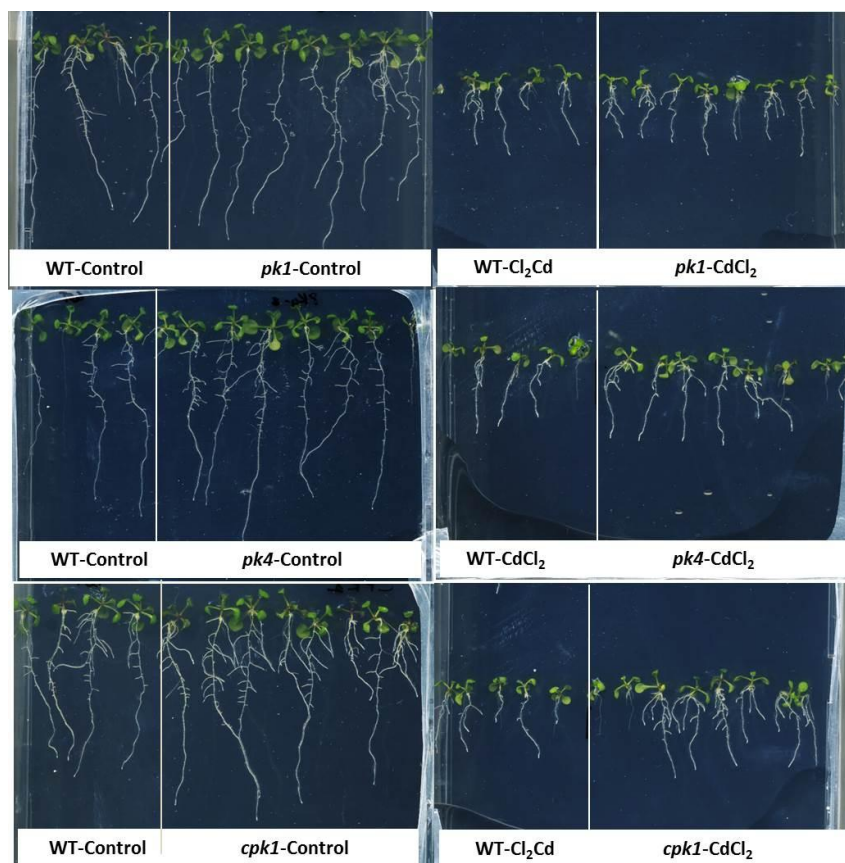 WT-Control pk1-Control WT-Cl₂Cd pk1-CdCl₂
WT-Control pk4-Control WT-CdCl₂ pk4-CdCl₂
WT-Control cpk1-Control WT-Cl₂Cd cpk1-CdCl₂